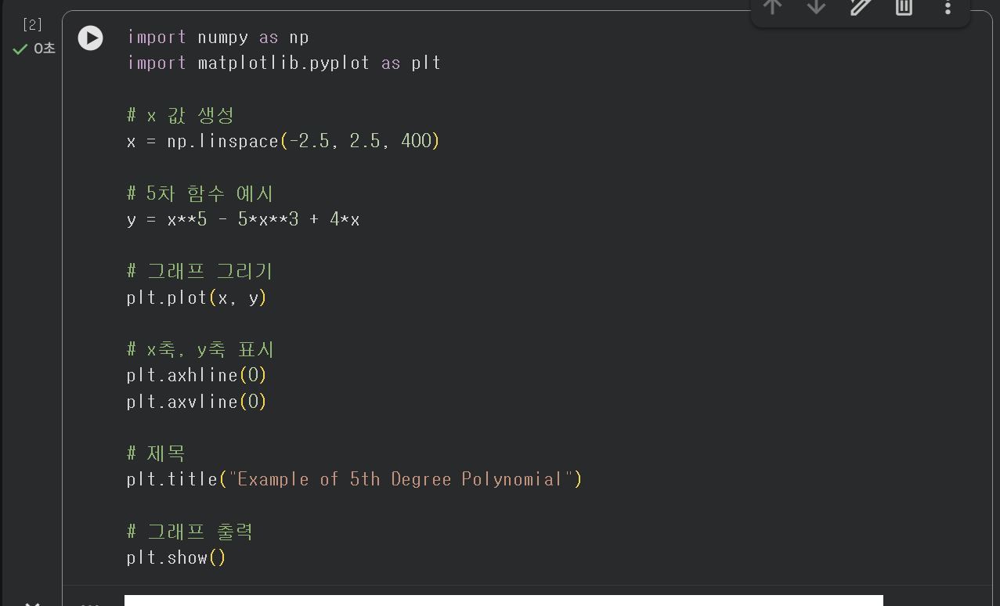 [2]
0초
import numpy as np
import matplotlib.pyplot as plt
# x 값 생성
x = np.linspace(-2.5, 2.5, 400)
# 5차 함수 예시
y = x**5 - 5*x**3 + 4*x
# 그래프 그리기
plt.plot(x, y)
# x축, y축 표시
plt.axhline(0)
plt.axvline(0)
# 제목
plt.title("Example of 5th Degree Polynomial")
# 그래프 출력
plt.show()